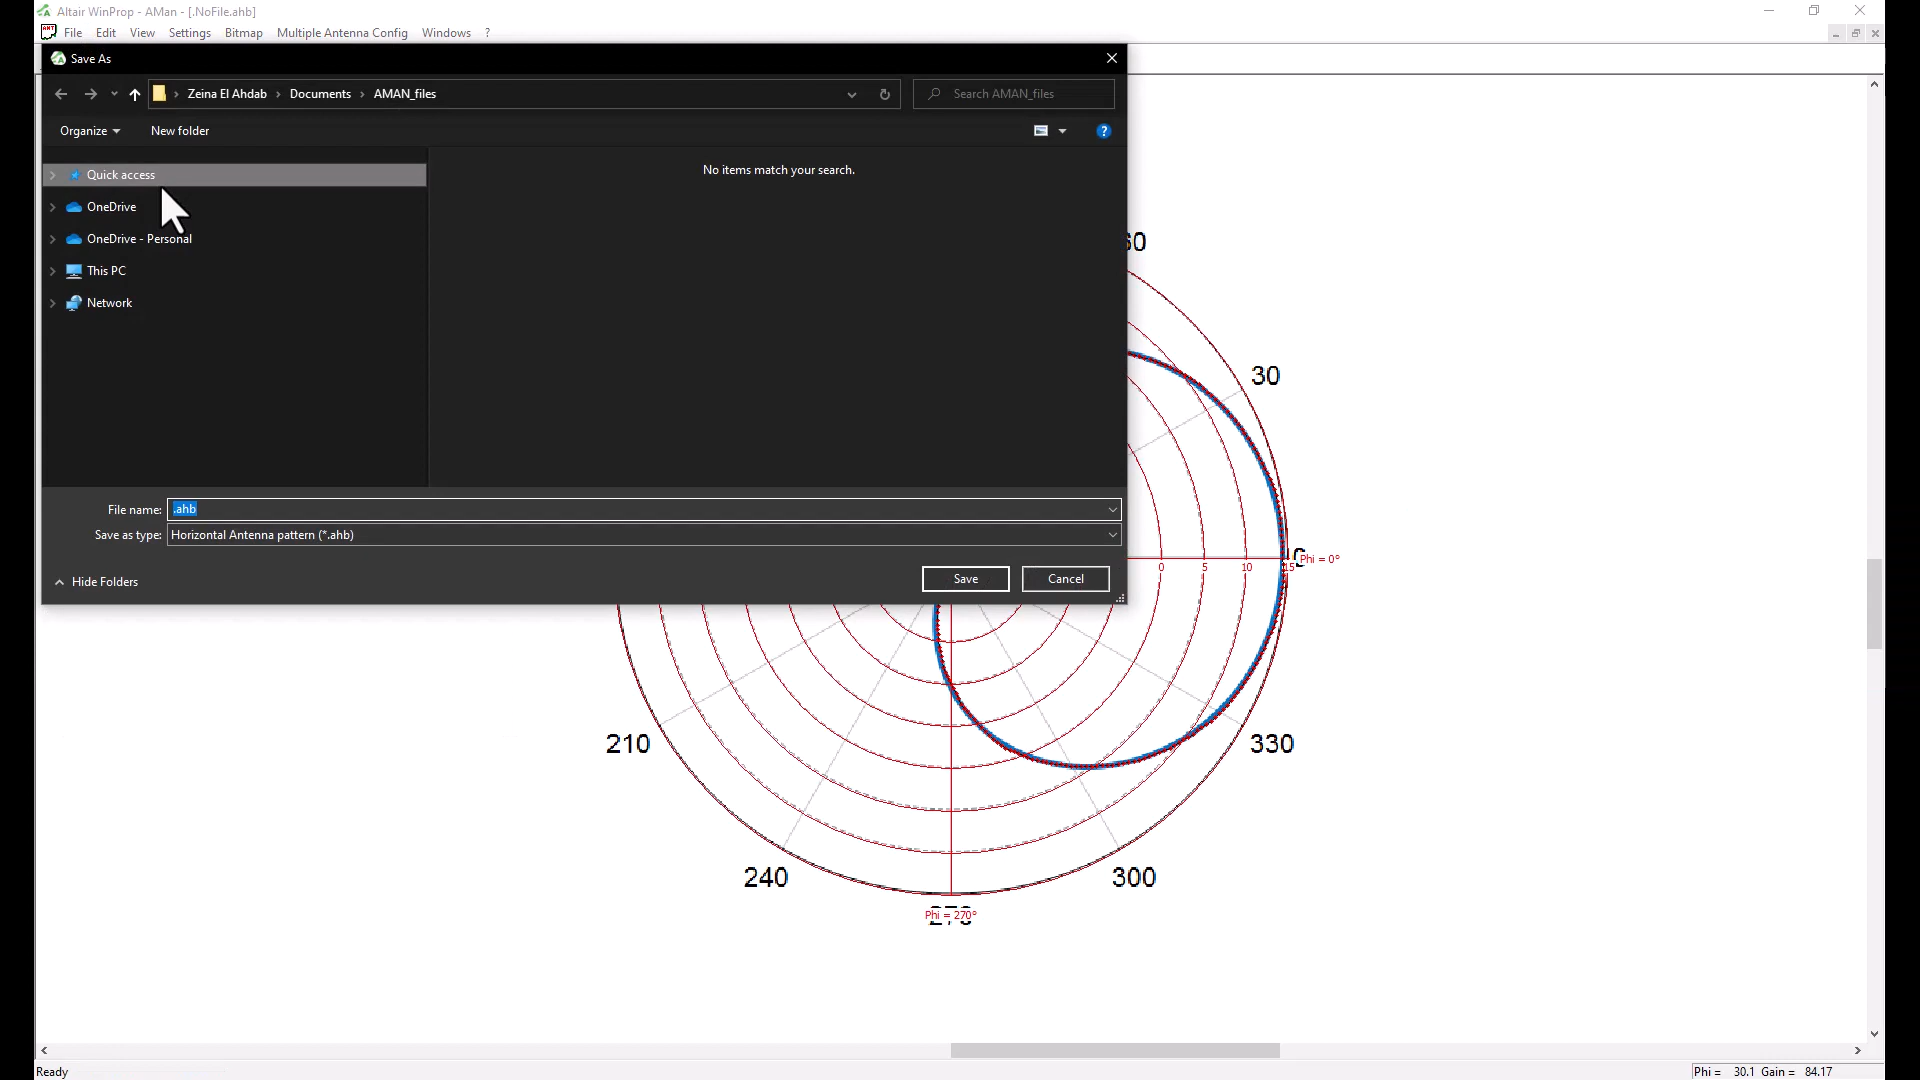 Altair WinProp - AMan - [.NoFile.ahb]
File Edit View Settings Bitmap Multiple Antenna Config Windows ?
Save As
Zeina El Ahdab > Documents > AMAN_files
Search AMAN_files
Organize New folder
?
Quick access
No items match your search.
OneDrive
OneDrive - Personal
This PC
Network
File name: .ahb
Save as type: Horizontal Antenna pattern (*.ahb)
Hide Folders
Save Cancel
60
30
0 Phi = 0°
0 5 10 15
210 330
240 300
270
Phi = 270°
Ready
Phi = 30.1 Gain = 84.17